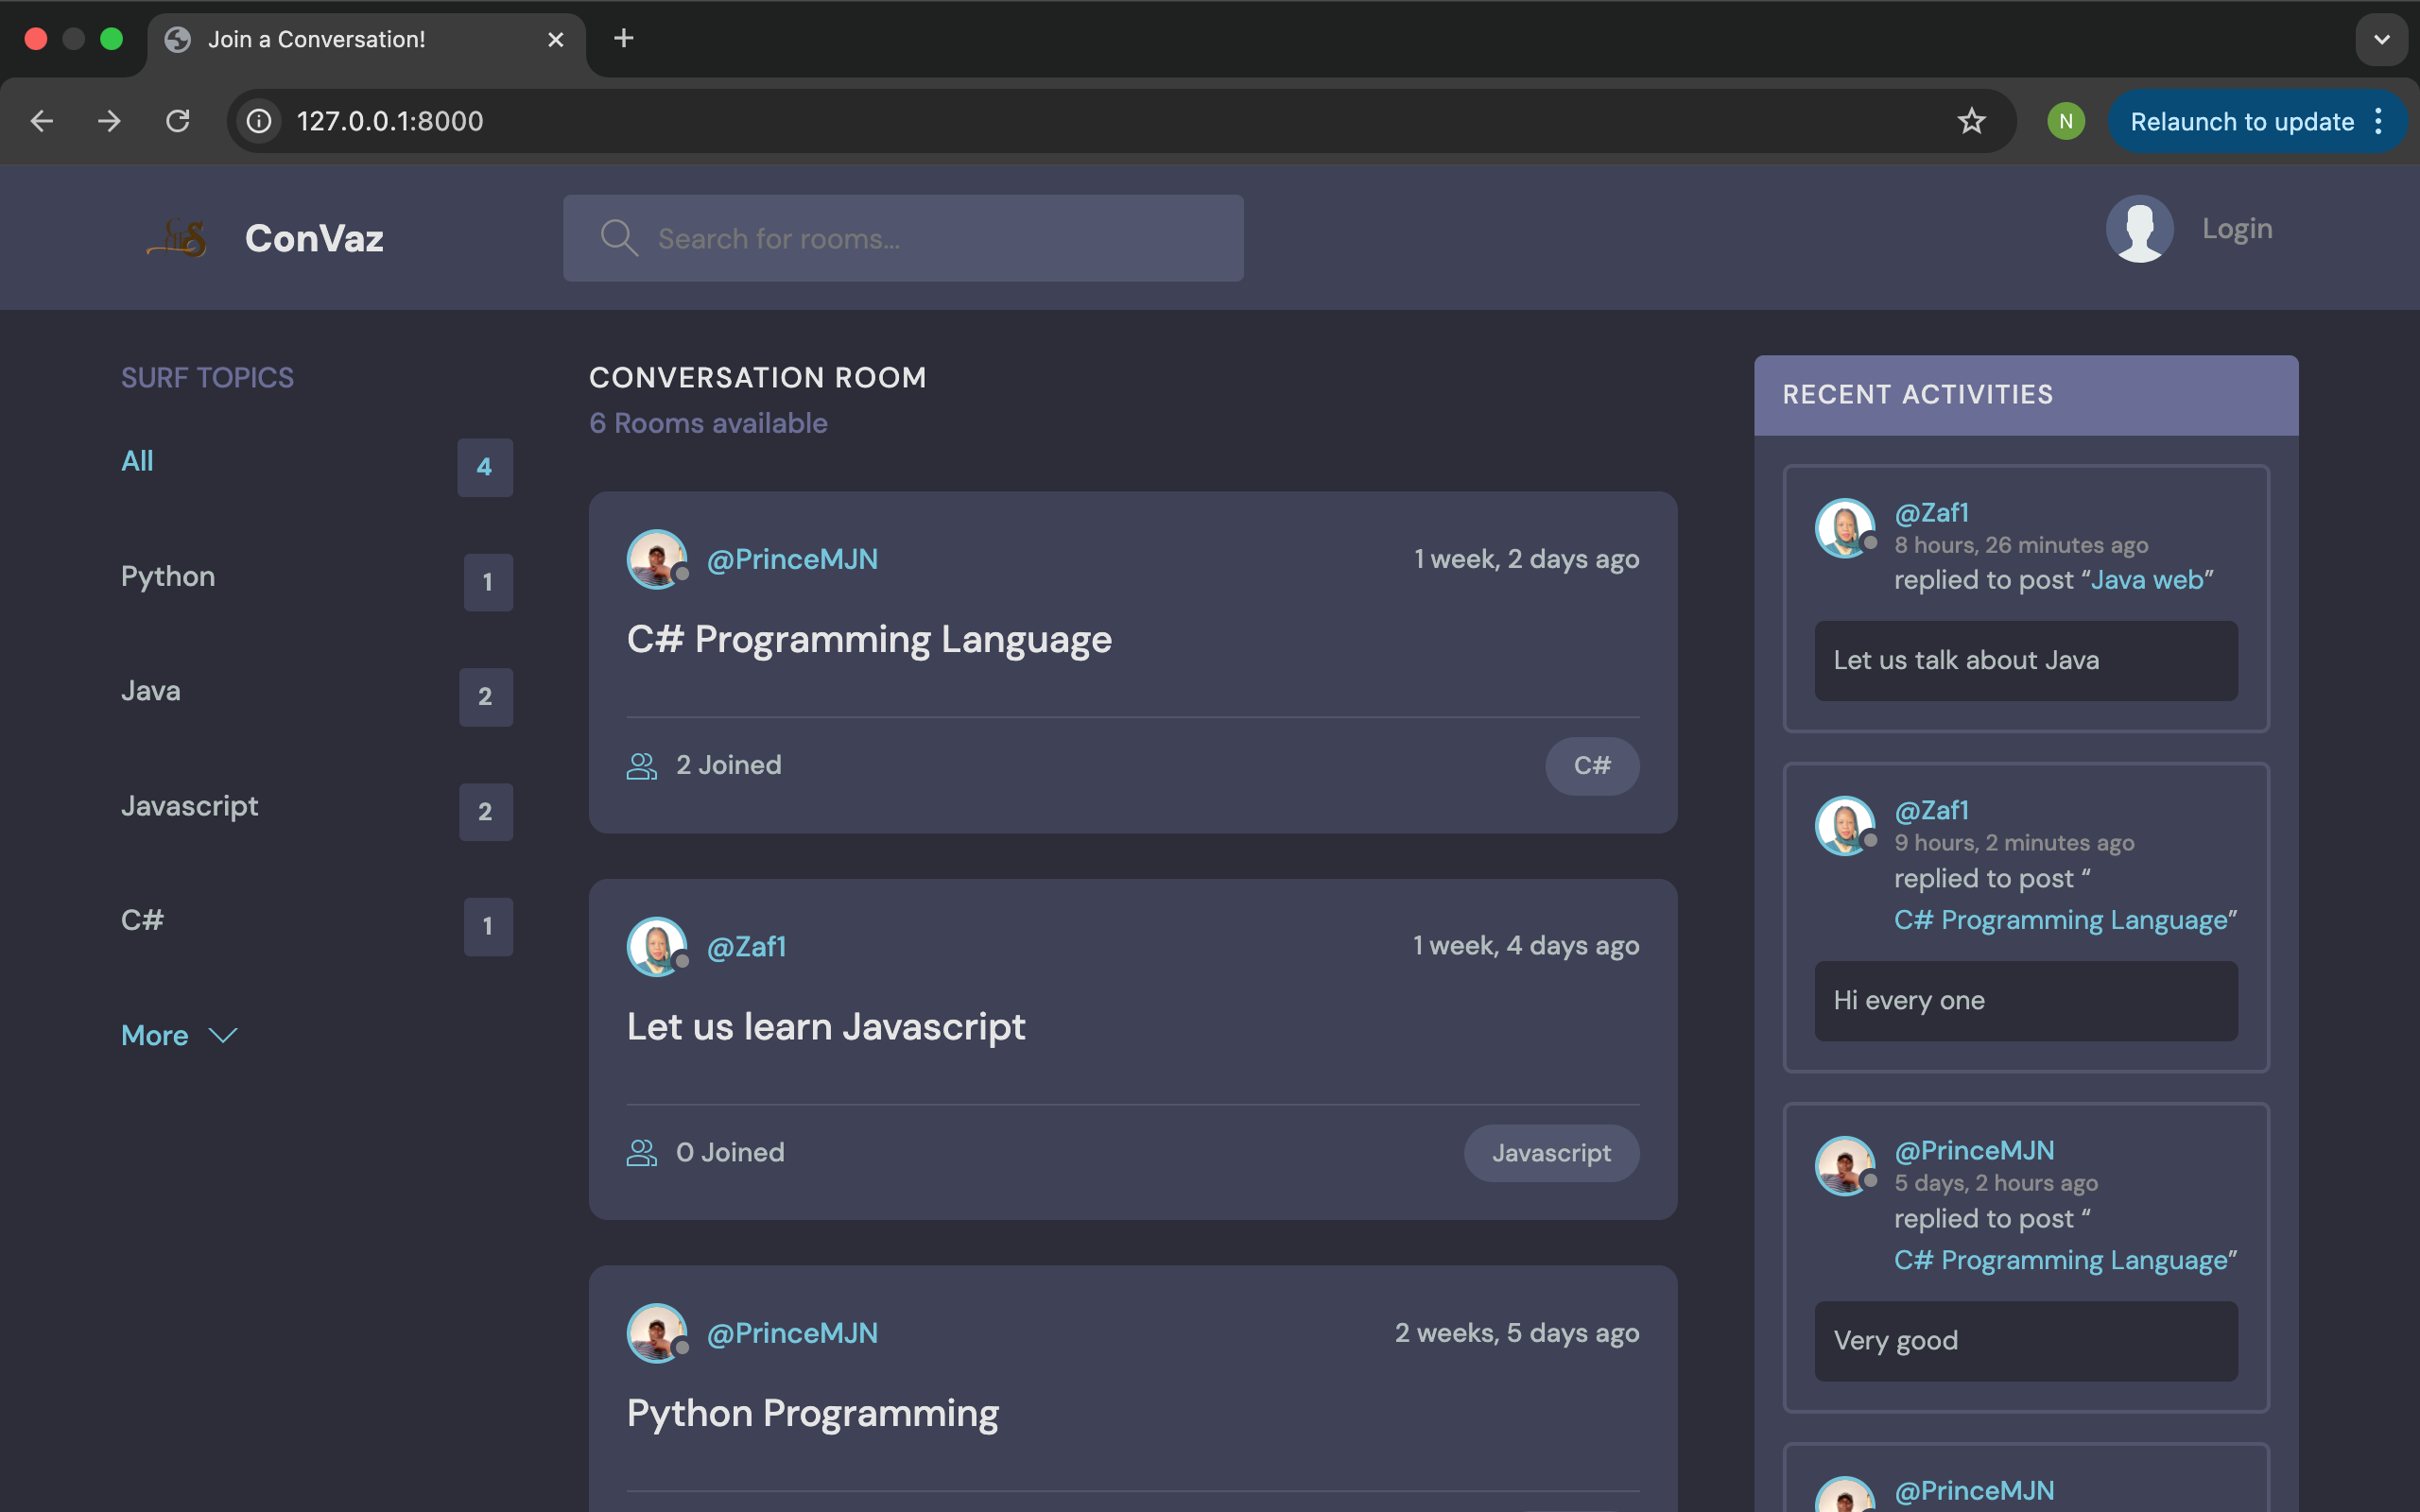 Join a Conversation!
127.0.0.1:8000
N
Relaunch to update
ConVaz
Search for rooms...
Login
SURF TOPICS
All
4
Python
1
Java
2
Javascript
2
C#
1
More
CONVERSATION ROOM
6 Rooms available
@PrinceMJN
1 week, 2 days ago
C# Programming Language
2 Joined
C#
@Zaf1
1 week, 4 days ago
Let us learn Javascript
0 Joined
Javascript
@PrinceMJN
2 weeks, 5 days ago
Python Programming
RECENT ACTIVITIES
@Zaf1
8 hours, 26 minutes ago
replied to post “Java web”
Let us talk about Java
@Zaf1
9 hours, 2 minutes ago
replied to post “
C# Programming Language”
Hi every one
@PrinceMJN
5 days, 2 hours ago
replied to post “
C# Programming Language”
Very good
@PrinceMJN